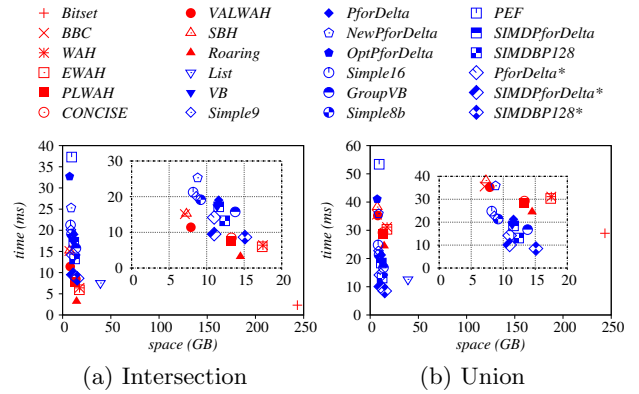 Bitset VALWAH PforDelta PEF
BBC SBH NewPforDelta SIMDPforDelta
WAH Roaring OptPforDelta SIMDBP128
EWAH List Simple16 PforDelta*
PLWAH VB GroupVB SIMDPforDelta*
CONCISE Simple9 Simple8b SIMDBP128*
time (ms)
40
35
30
25
20
15
10
5
0
30
20
10
0
0 5 10 15 20
0 50 100 150 200 250
space (GB)
(a) Intersection
time (ms)
60
50
40
30
20
10
0
40
30
20
10
0
0 5 10 15 20
0 50 100 150 200 250
space (GB)
(b) Union